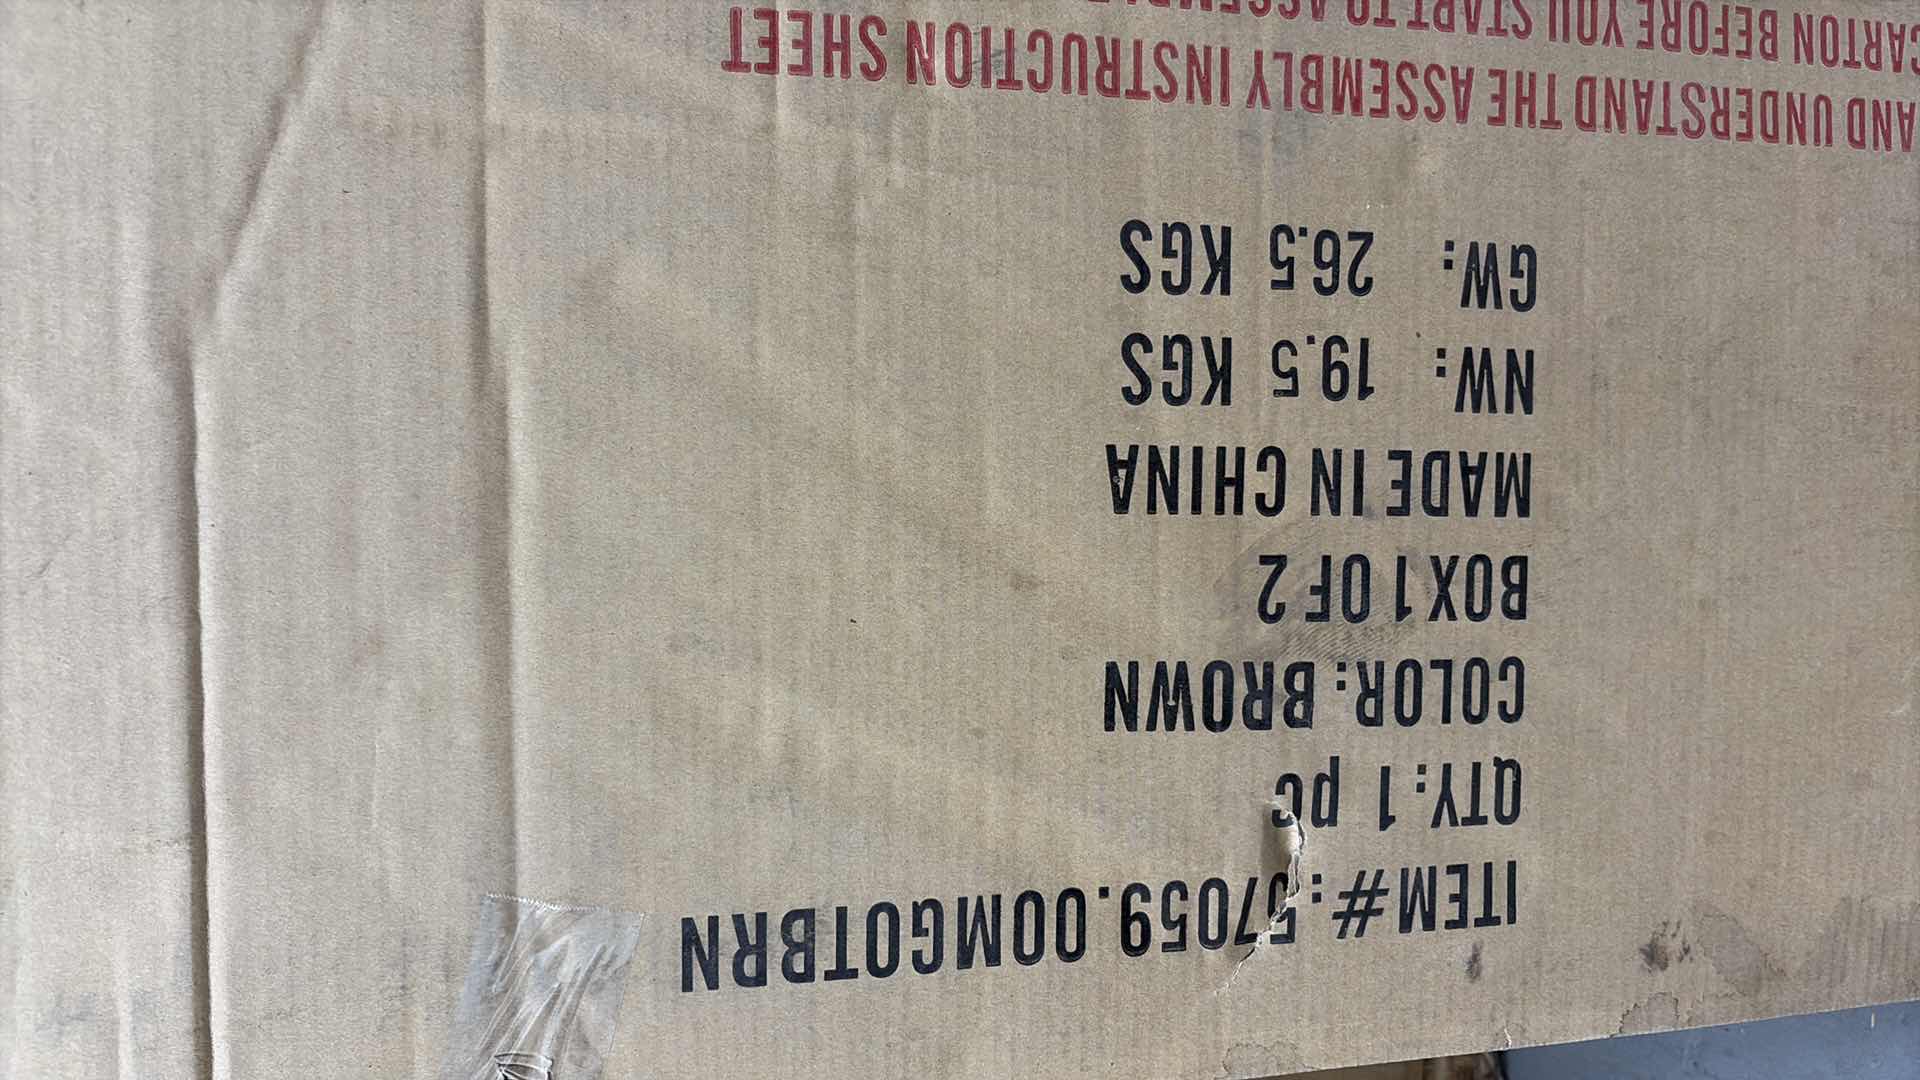 ITEM#:57059.00MGOTBRN
QTY:1 pc
COLOR: BROWN
BOX 1 OF 2
MADE IN CHINA
NW: 19.5 KGS
GW: 26.5 KGS
AND UNDERSTAND THE ASSEMBLY INSTRUCTION SHEET
CARTON BEFORE YOU START TO